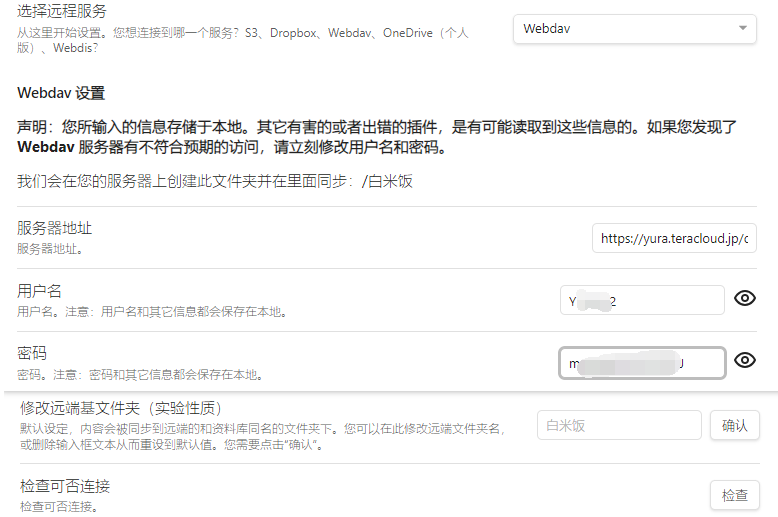 选择远程服务
从这里开始设置。您想连接到哪一个服务？S3、Dropbox、Webdav、OneDrive（个人
版）、Webdis？
Webdav
Webdav 设置
声明：您所输入的信息存储于本地。其它有害的或者出错的插件，是有可能读取到这些信息的。如果您发现了
Webdav 服务器有不符合预期的访问，请立刻修改用户名和密码。
我们会在您的服务器上创建此文件夹并在里面同步：/白米饭
服务器地址
服务器地址。
https://yura.teracloud.jp/
用户名
用户名。注意：用户名和其它信息都会保存在本地。
Y 2
密码
密码。注意：密码和其它信息都会保存在本地。
m J
修改远端基文件夹（实验性质）
默认设定，内容会被同步到远端的和资料库同名的文件夹下。您可以在此修改远端文件夹名，
或删除输入框文本从而重设到默认值。您需要点击“确认”。
白米饭
确认
检查可否连接
检查可否连接。
检查